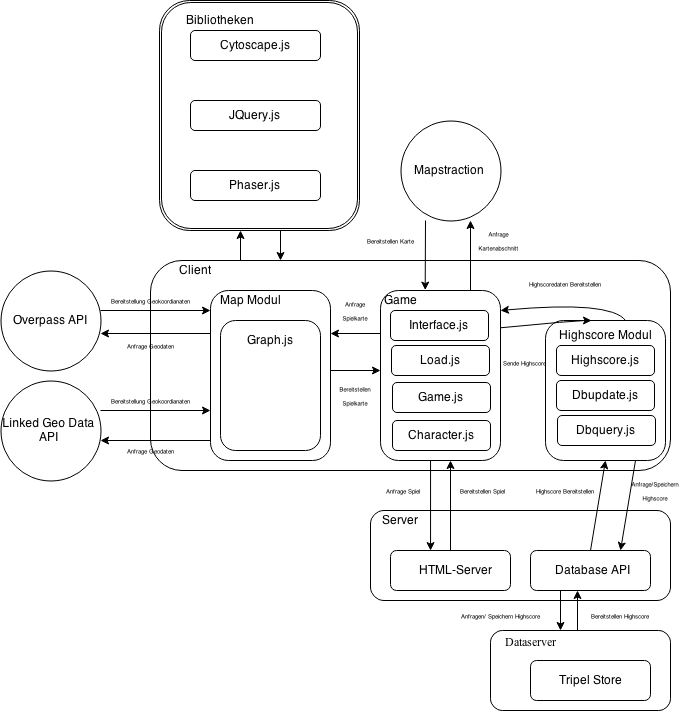 Bibliotheken
Cytoscape.js
JQuery.js
Phaser.js
Mapstraction
Bereitstellen Karte
Anfrage
Kartenabschnitt
Client
Overpass API
Bereitstellung Geokoordianaten
Anfrage Geodaten
Linked Geo Data
API
Bereitstellung Geokoordianaten
Anfrage Geodaten
Map Modul
Graph.js
Anfrage
Spielkarte
Bereitstellen
Spielkarte
Game
Interface.js
Load.js
Game.js
Character.js
Highscoredaten Bereitstellen
Sende Highscore
Highscore Modul
Highscore.js
Dbupdate.js
Dbquery.js
Anfrage Spiel
Bereitstellen Spiel
Highscore Bereitstellen
Anfrage/Speichern
Highscore
Server
HTML-Server
Database API
Anfragen/ Speichern Highscore
Bereitstellen Highscore
Dataserver
Tripel Store